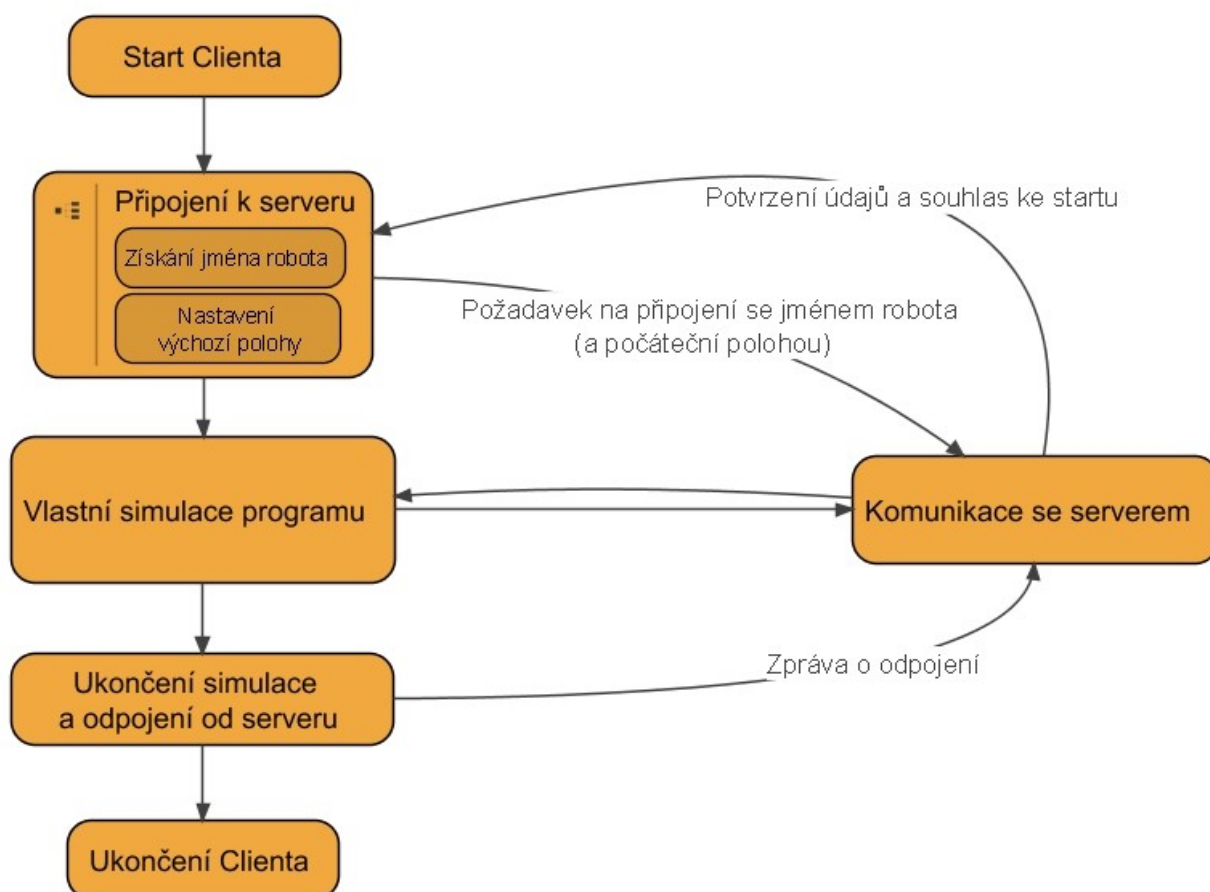 Start Clienta
Připojení k serveru
Získání jména robota
Nastavení
výchozí polohy
Potvrzení údajů a souhlas ke startu
Požadavek na připojení se jménem robota
(a počáteční polohou)
Vlastní simulace programu
Komunikace se serverem
Ukončení simulace
a odpojení od serveru
Zpráva o odpojení
Ukončení Clienta